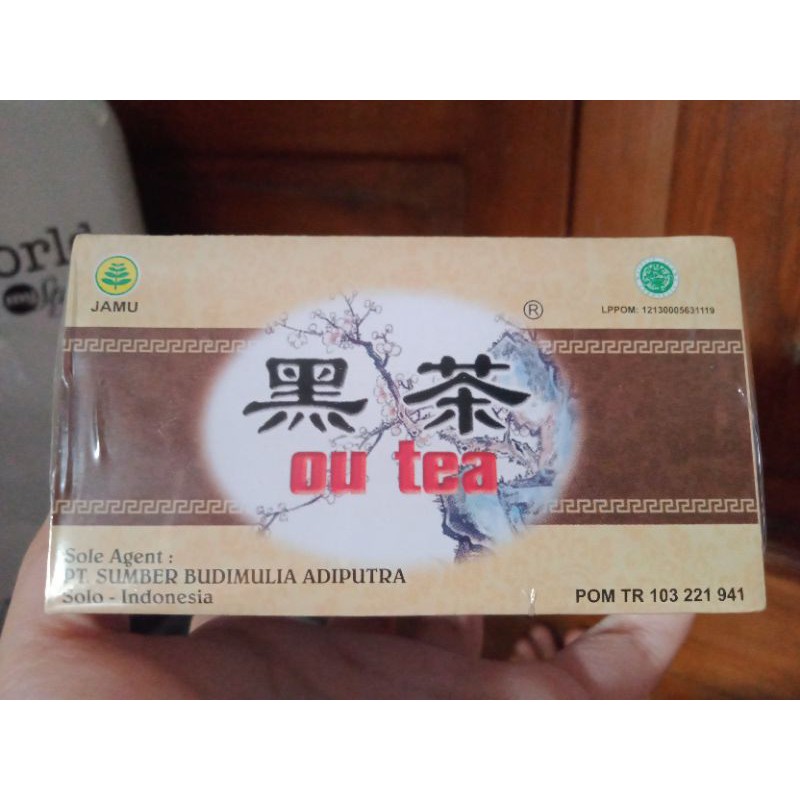 orld
JAMU
®
LPPOM: 12130005631119
黑茶
ou tea
Sole Agent :
PT. SUMBER BUDIMULIA ADIPUTRA
Solo - Indonesia
POM TR 103 221 941